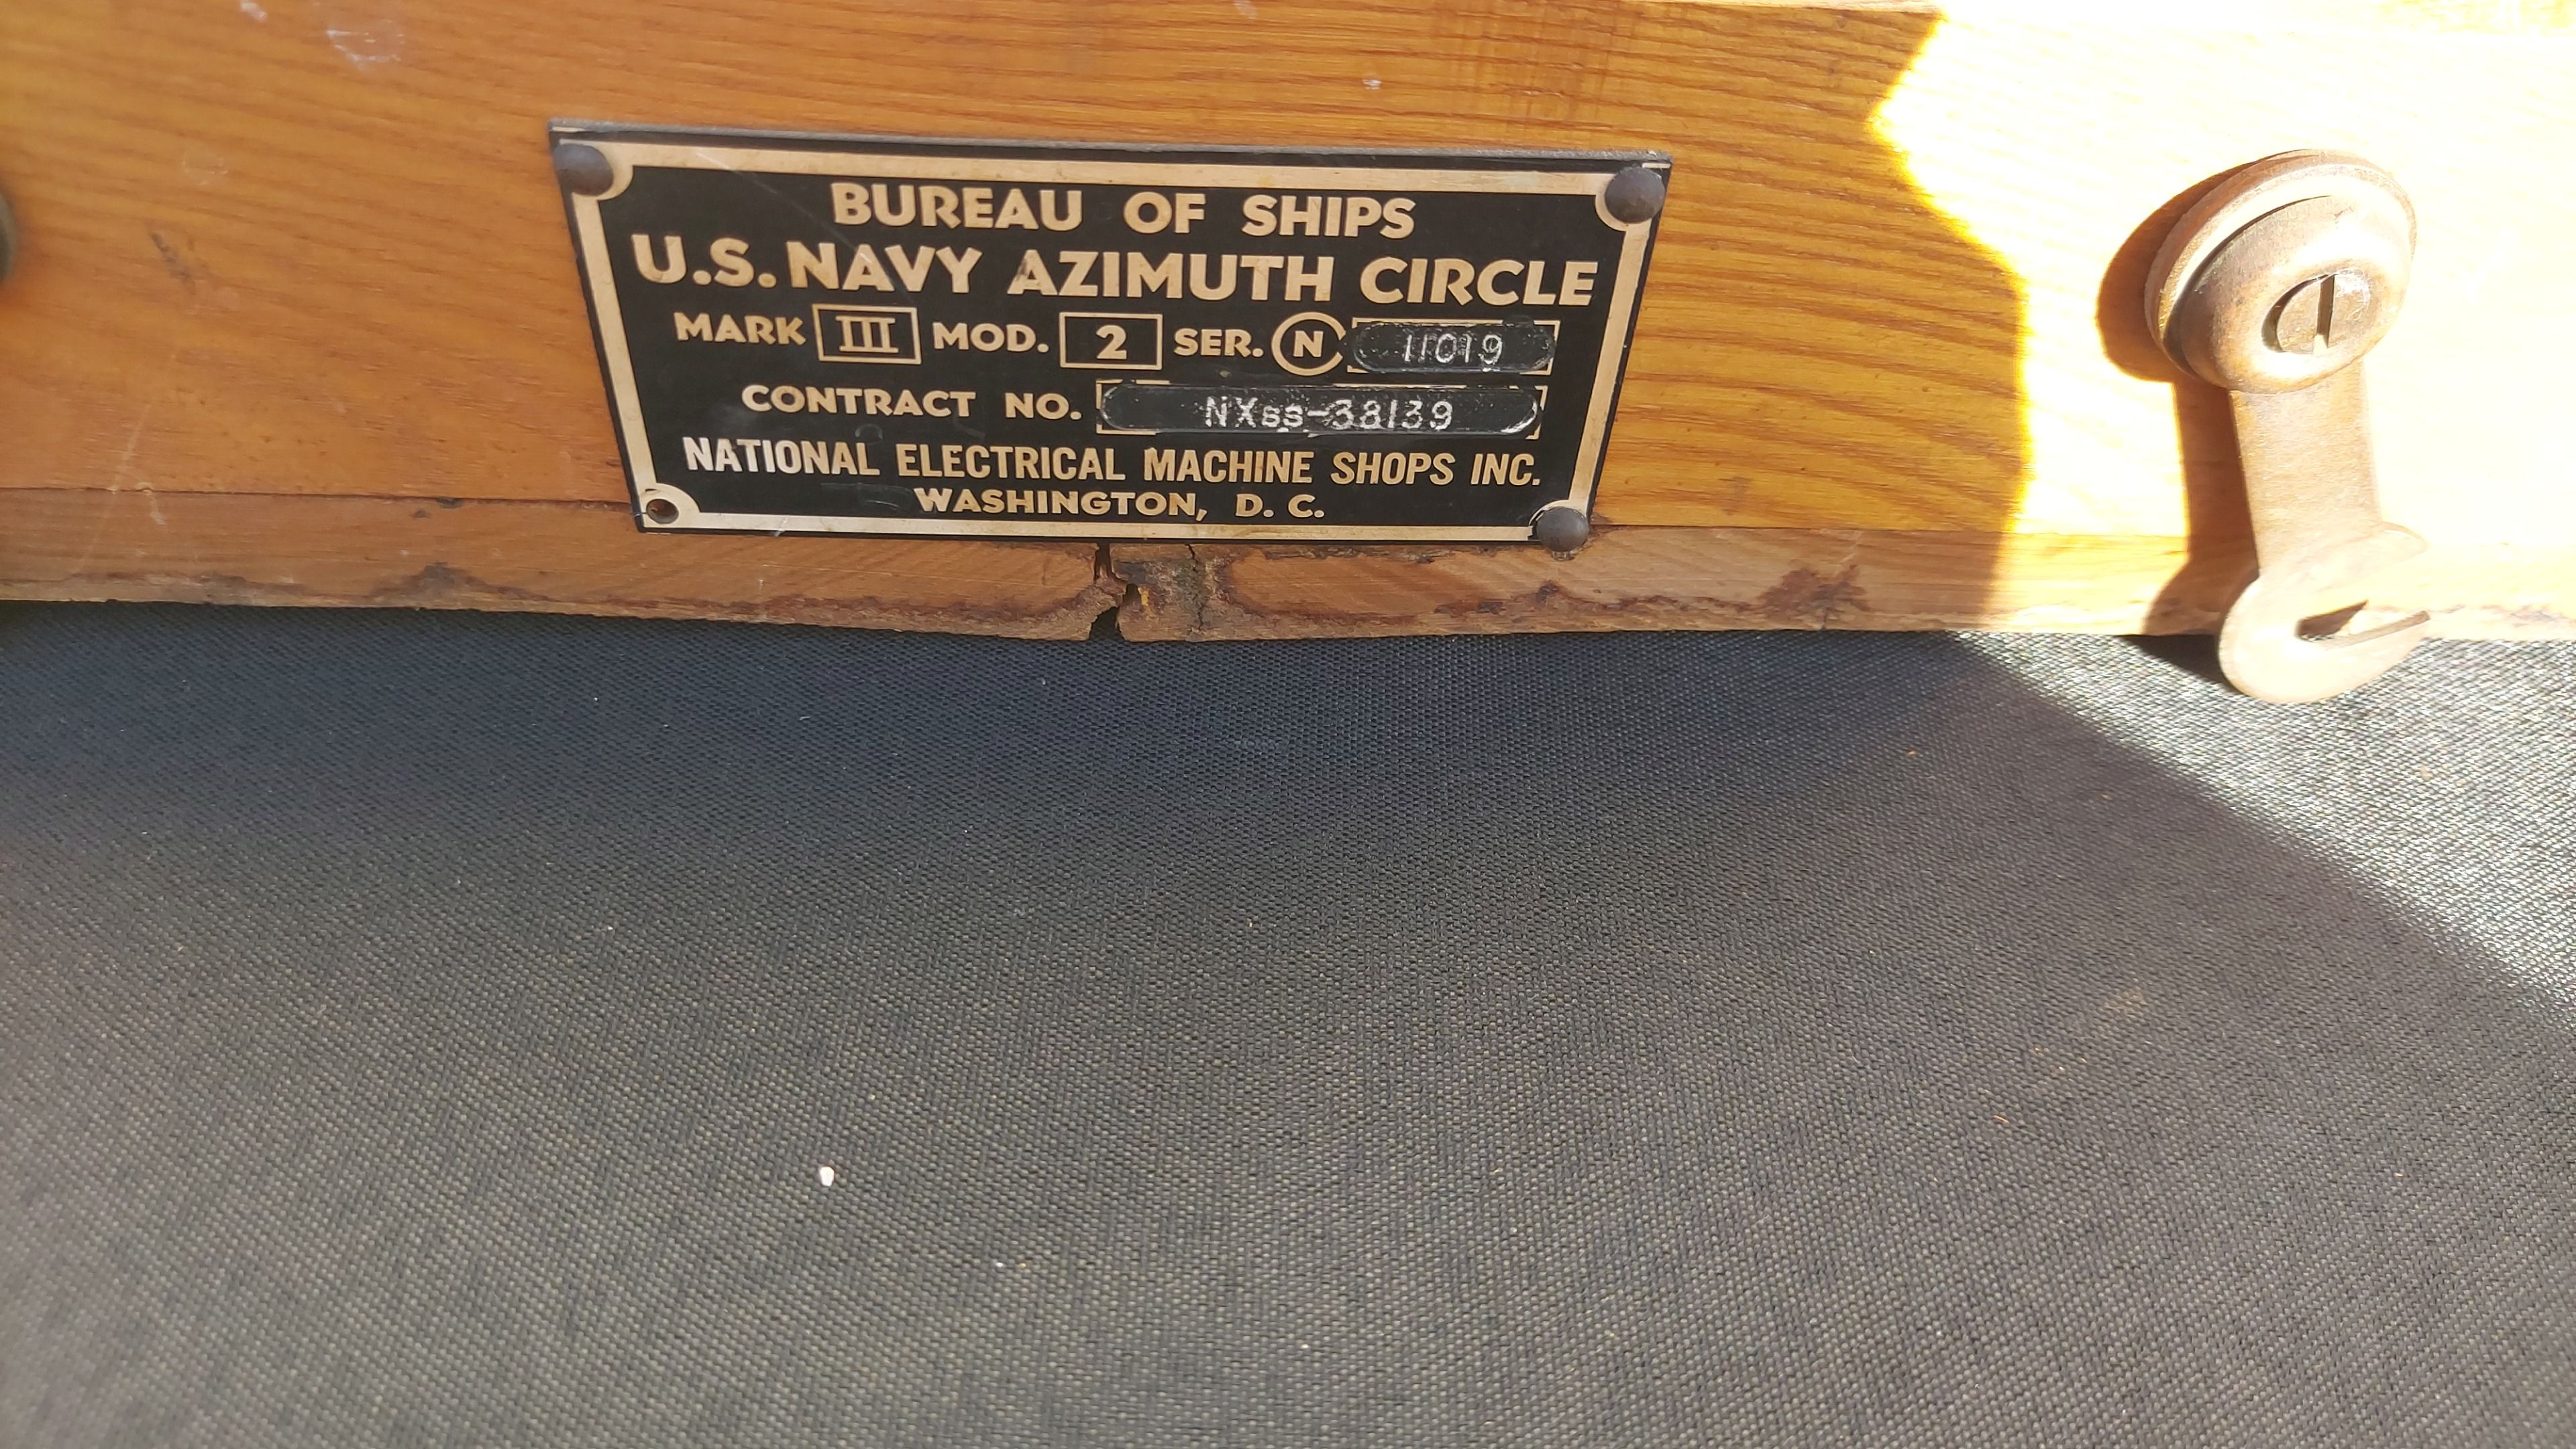 BUREAU OF SHIPS
U.S. NAVY AZIMUTH CIRCLE
MARK III MOD. 2 SER. N 11019
CONTRACT NO. NXss-38139
NATIONAL ELECTRICAL MACHINE SHOPS INC.
WASHINGTON, D. C.